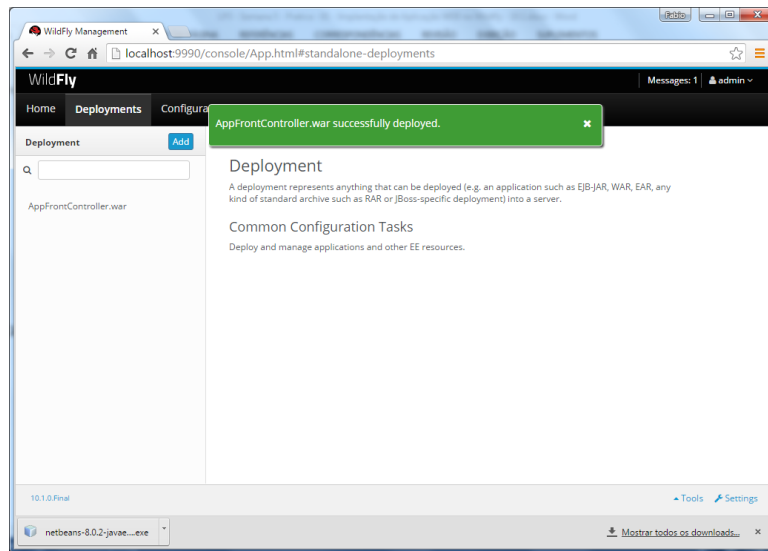 Fabio
WildFly Management
localhost:9990/console/App.html#standalone-deployments
WildFly
Messages: 1
admin
Home
Deployments
Configura
AppFrontController.war successfully deployed.
Deployment
Add
AppFrontController.war
Deployment
A deployment represents anything that can be deployed (e.g. an application such as EJB-JAR, WAR, EAR, any
kind of standard archive such as RAR or JBoss-specific deployment) into a server.
Common Configuration Tasks
Deploy and manage applications and other EE resources.
10.1.0.Final
Tools
Settings
netbeans-8.0.2-javae....exe
Mostrar todos os downloads...